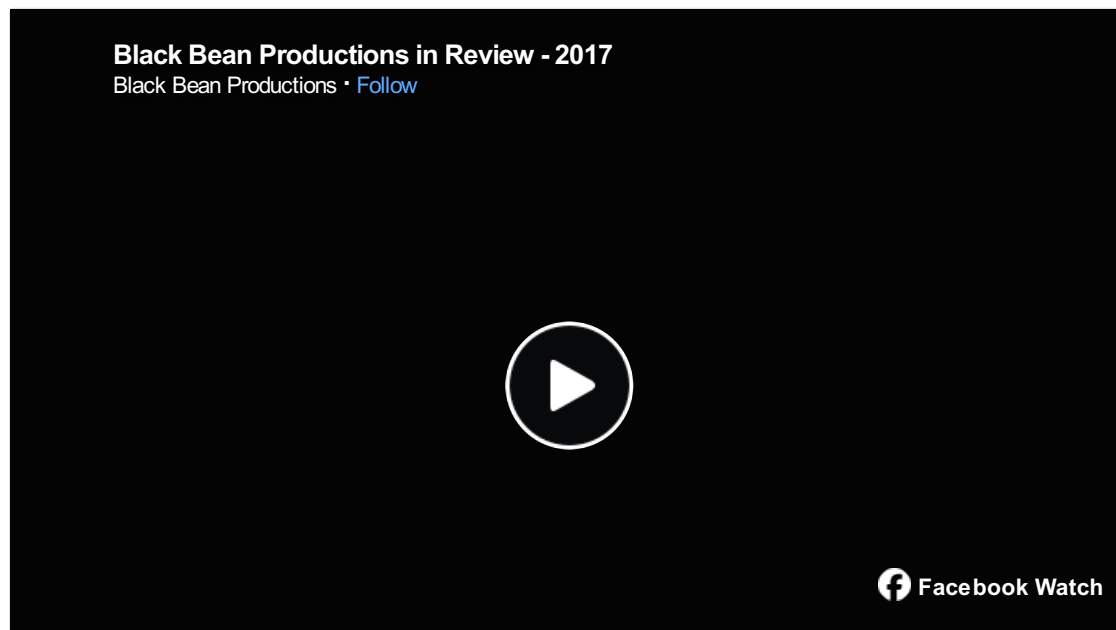 Black Bean Productions in Review - 2017
Black Bean Productions · Follow
Facebook Watch